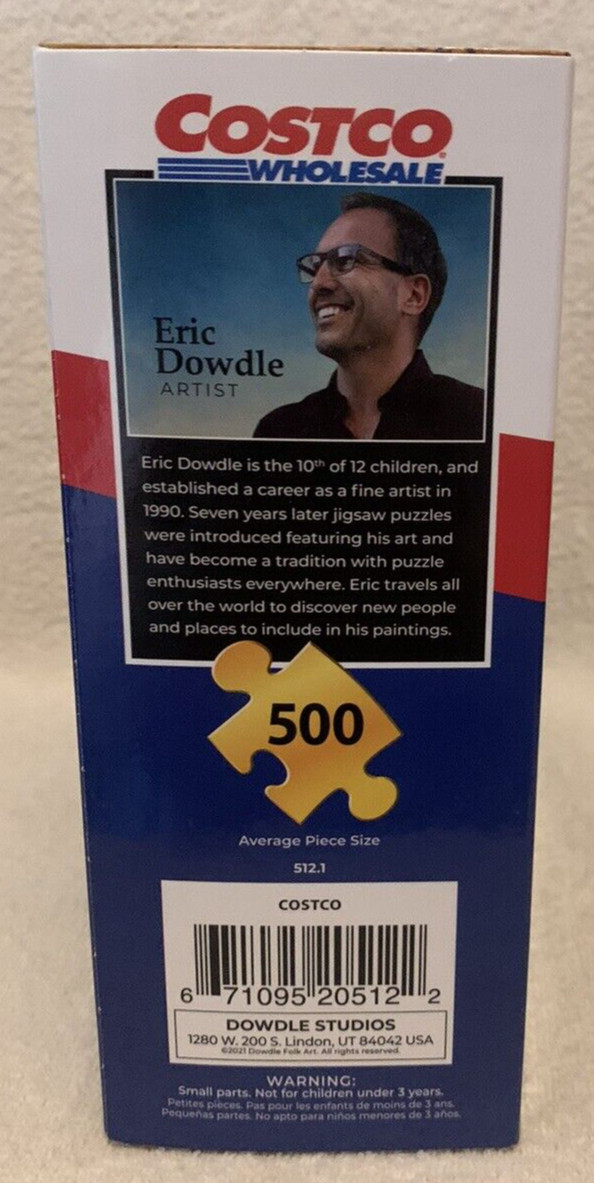 COSTCO
WHOLESALE
Eric
Dowdle
ARTIST
Eric Dowdle is the 10th of 12 children, and
established a career as a fine artist in
1990. Seven years later jigsaw puzzles
were introduced featuring his art and
have become a tradition with puzzle
enthusiasts everywhere. Eric travels all
over the world to discover new people
and places to include in his paintings.
500
Average Piece Size
512.1
COSTCO
6 71095 20512 2
DOWDLE STUDIOS
1280 W. 200 S. Lindon, UT 84042 USA
©2021 Dowdle Folk Art. All rights reserved.
WARNING:
Small parts. Not for children under 3 years.
Petites pièces. Pas pour les enfants de moins de 3 ans.
Pequeñas partes. No apto para niños menores de 3 años.